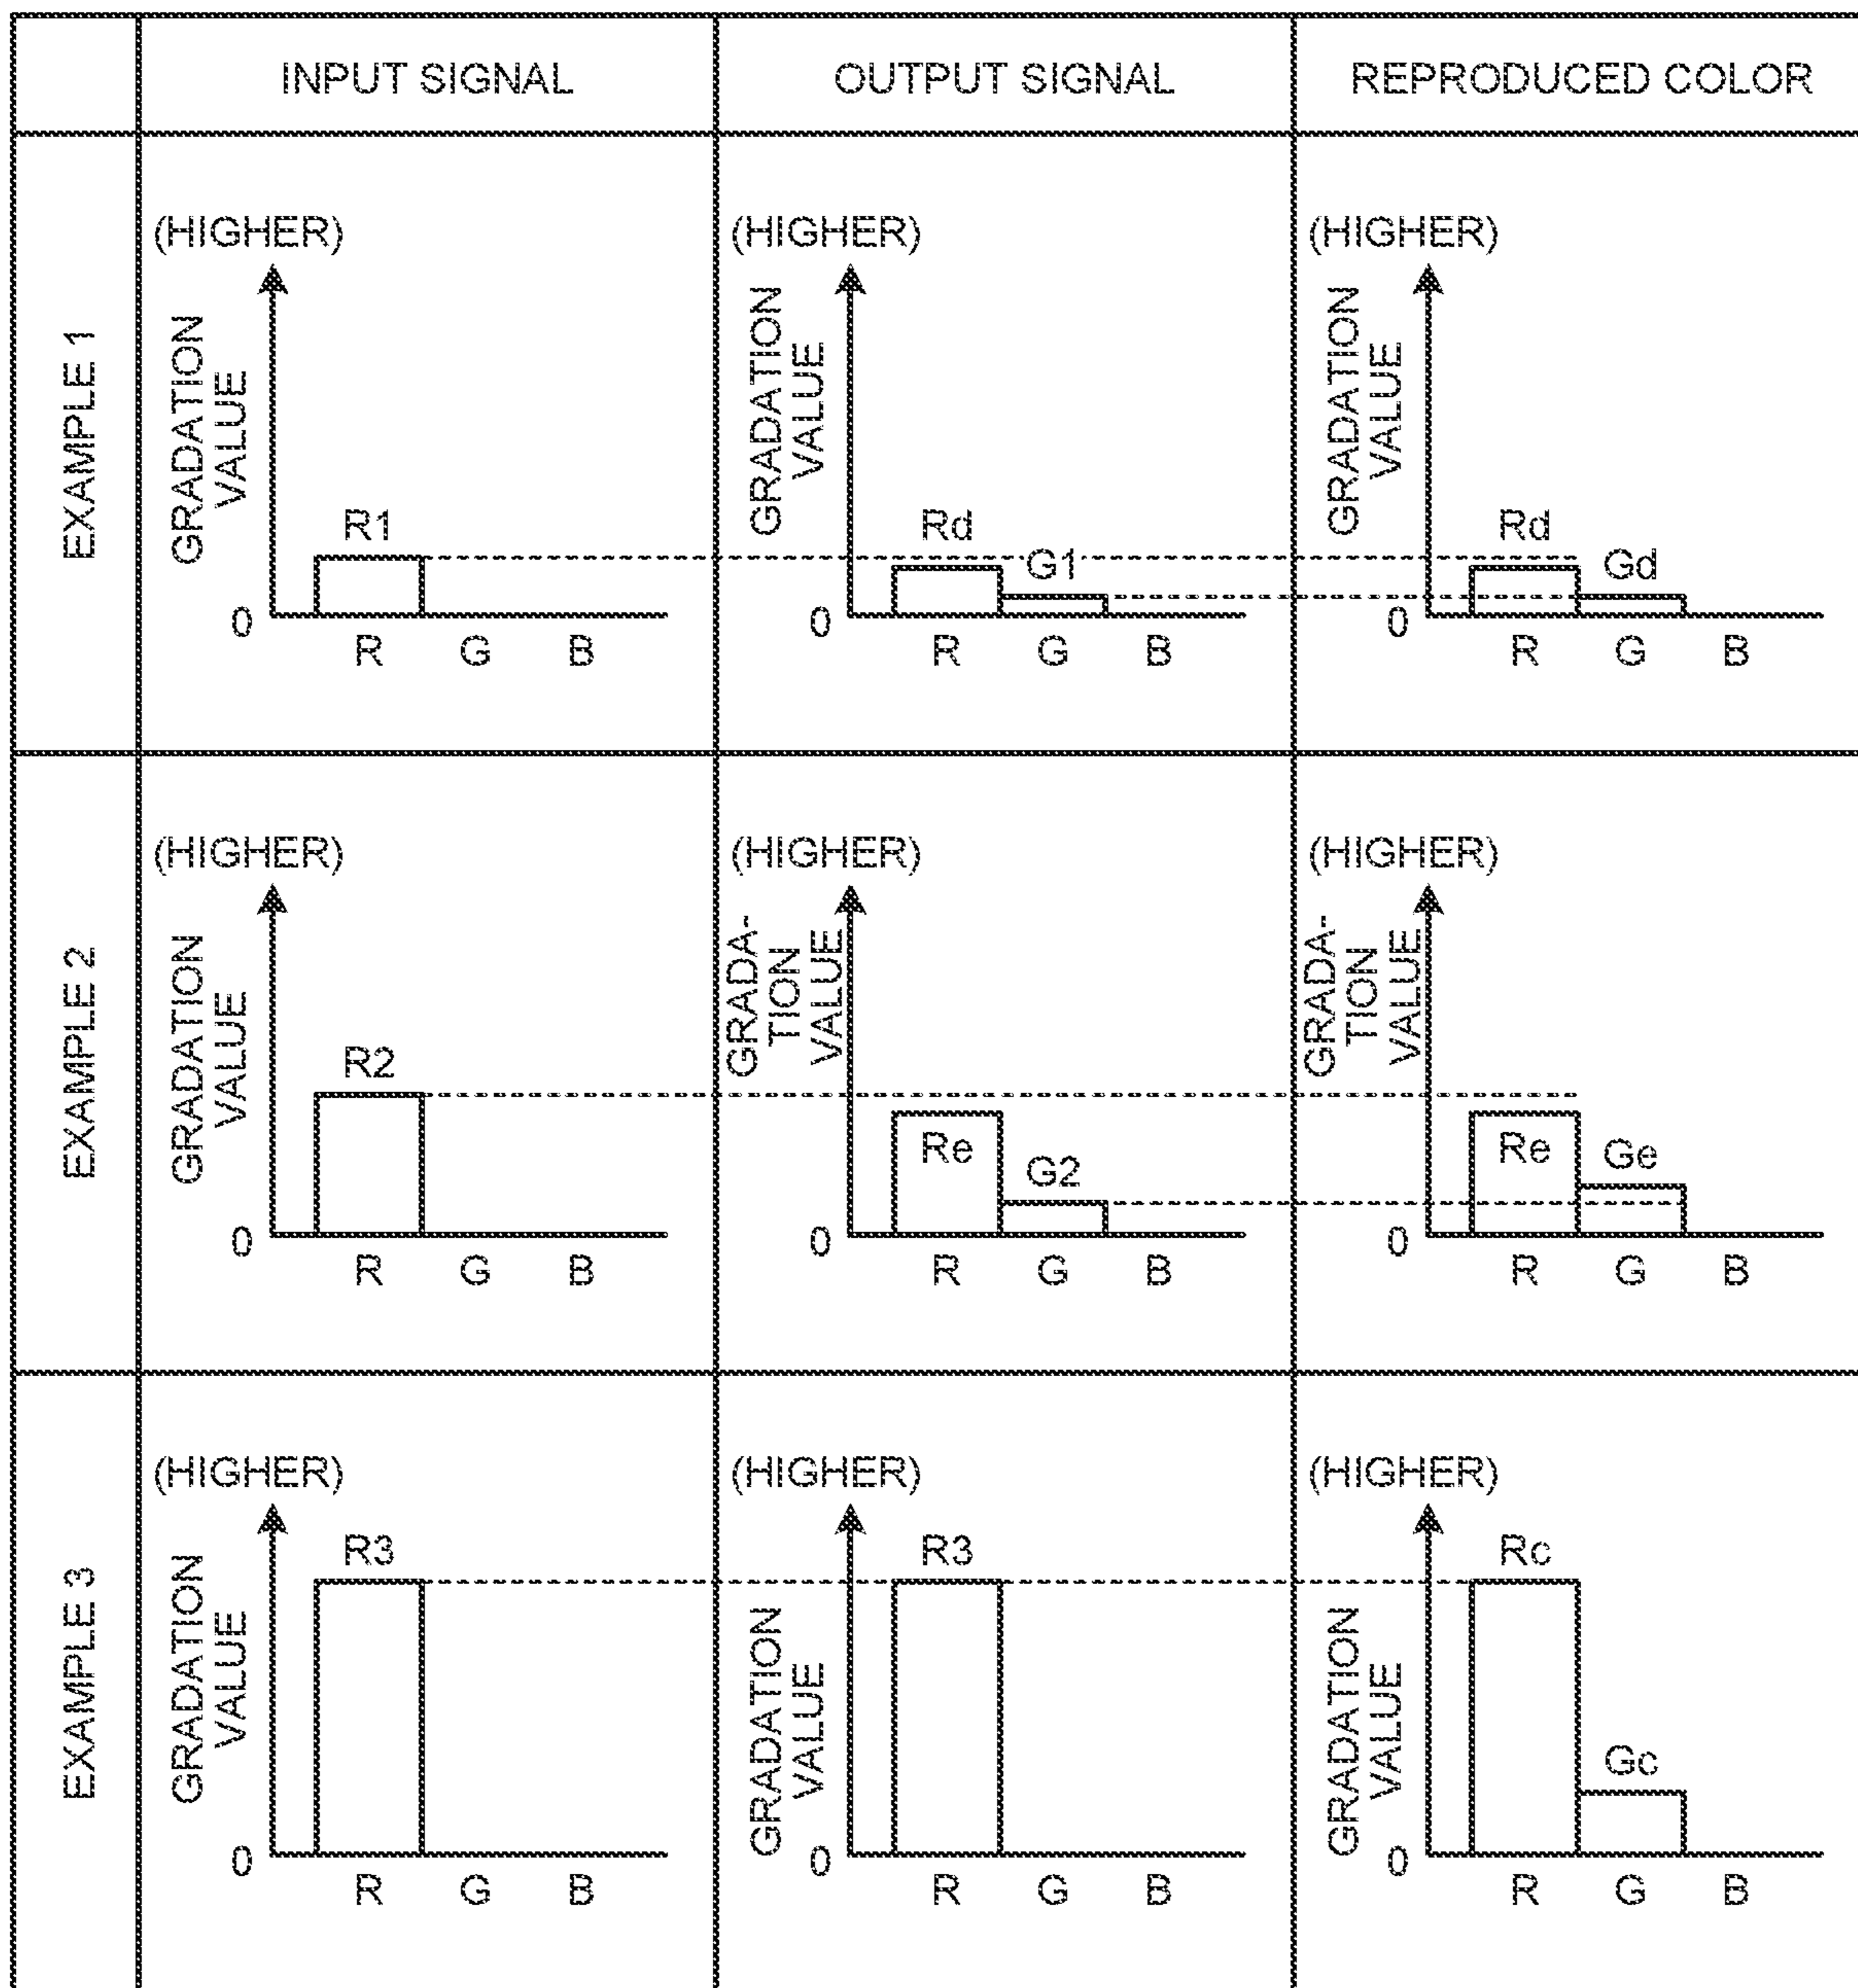 INPUT SIGNAL
OUTPUT SIGNAL
REPRODUCED COLOR
EXAMPLE 1
(HIGHER)
GRADATION
VALUE
R1
0
R G B
(HIGHER)
GRADATION
VALUE
Rd
G1
0
R G B
(HIGHER)
GRADATION
VALUE
Rd
Gd
0
R G B
EXAMPLE 2
(HIGHER)
GRADATION
VALUE
R2
0
R G B
(HIGHER)
GRADA-
TION
VALUE
Re
G2
0
R G B
(HIGHER)
GRADA-
TION
VALUE
Re
Ge
0
R G B
EXAMPLE 3
(HIGHER)
GRADATION
VALUE
R3
0
R G B
(HIGHER)
GRADATION
VALUE
R3
0
R G B
(HIGHER)
GRADATION
VALUE
Rc
Gc
0
R G B